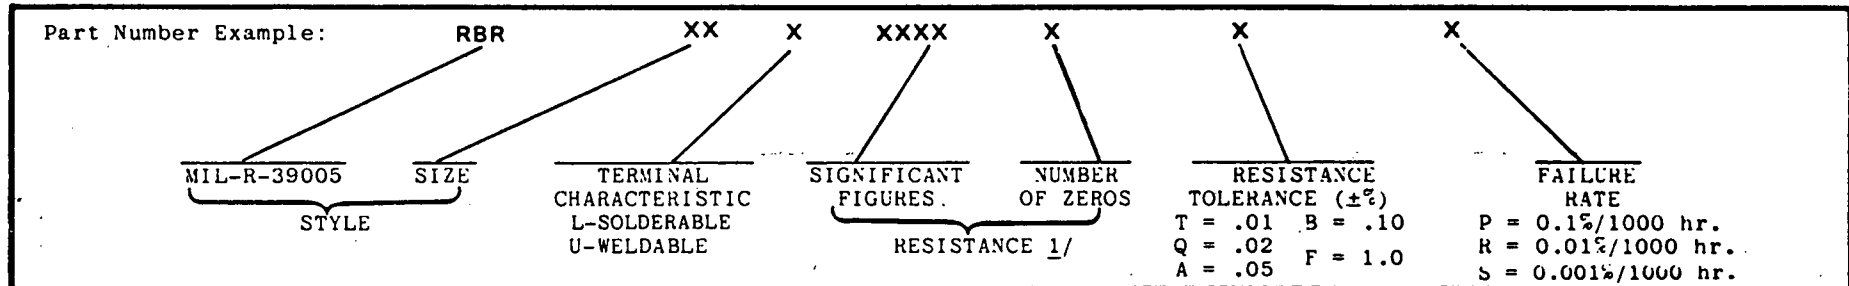 Part Number Example: RBR XX X XXXX X X X
MIL-R-39005 SIZE TERMINAL SIGNIFICANT NUMBER RESISTANCE FAILURE
CHARACTERISTIC FIGURES. OF ZEROS TOLERANCE (±%) RATE
STYLE L-SOLDERABLE T = .01 B = .10 P = 0.1%/1000 hr.
U-WELDABLE RESISTANCE 1/ Q = .02 F = 1.0 R = 0.01%/1000 hr.
A = .05 S = 0.001%/1000 hr.